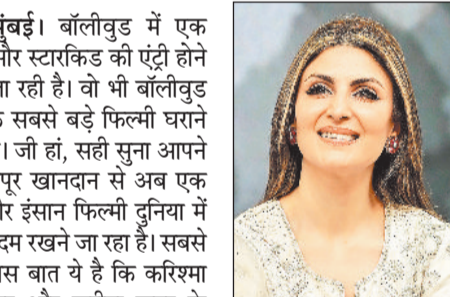 मुंबई। बॉलीवुड में एक
और स्टारकिड की एंट्री होने
जा रही है। वो भी बॉलीवुड
सबसे बड़े फिल्मी घराने
। जी हां, सही सुना आपने
कपूर खानदान से अब एक
और इंसान फिल्मी दुनिया में
कदम रखने जा रहा है। सबसे
खास बात ये है कि करिश्मा